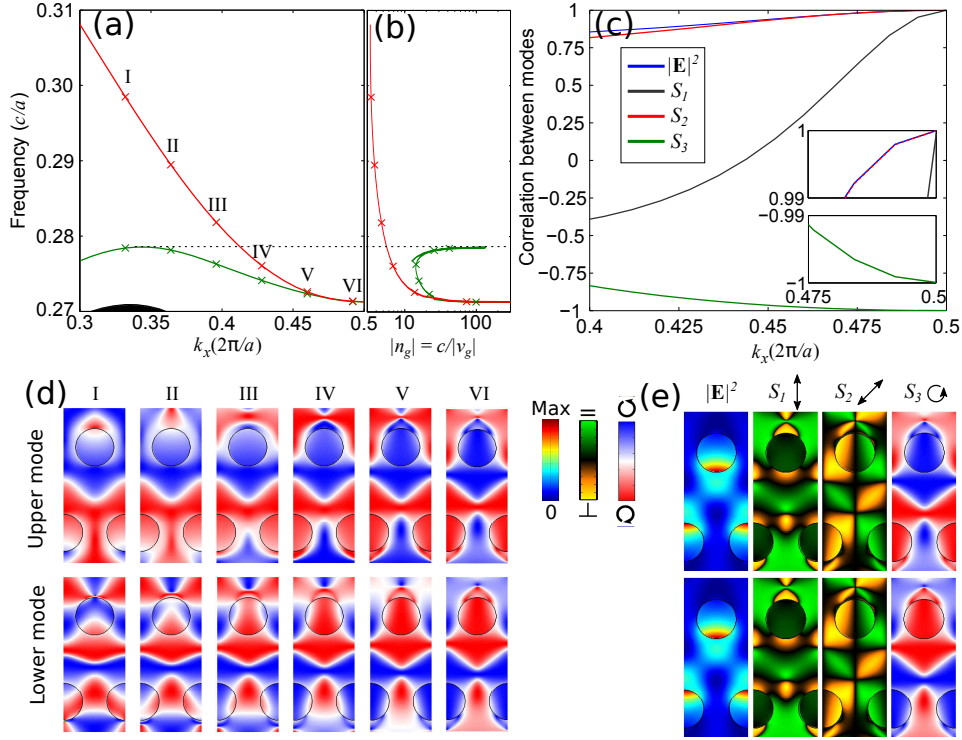 (a)
Frequency (c/a)
0.31
0.30
0.29
0.28
0.27
I
II
III
IV
V
VI
0.3
0.35
0.4
0.45
0.5
kx(2π/a)
(b)
10
100
|ng| = c/|vg|
(c)
Correlation between modes
1
0.75
0.5
0.25
0
−0.25
−0.5
−0.75
−1
|E|²
S1
S2
S3
1
0.99
−0.99
−1
0.475
0.5
0.4
0.425
0.45
0.475
0.5
kx(2π/a)
(d)
I II III IV V VI
Upper mode
Lower mode
Max
0
(e)
|E|² S1 S2 S3